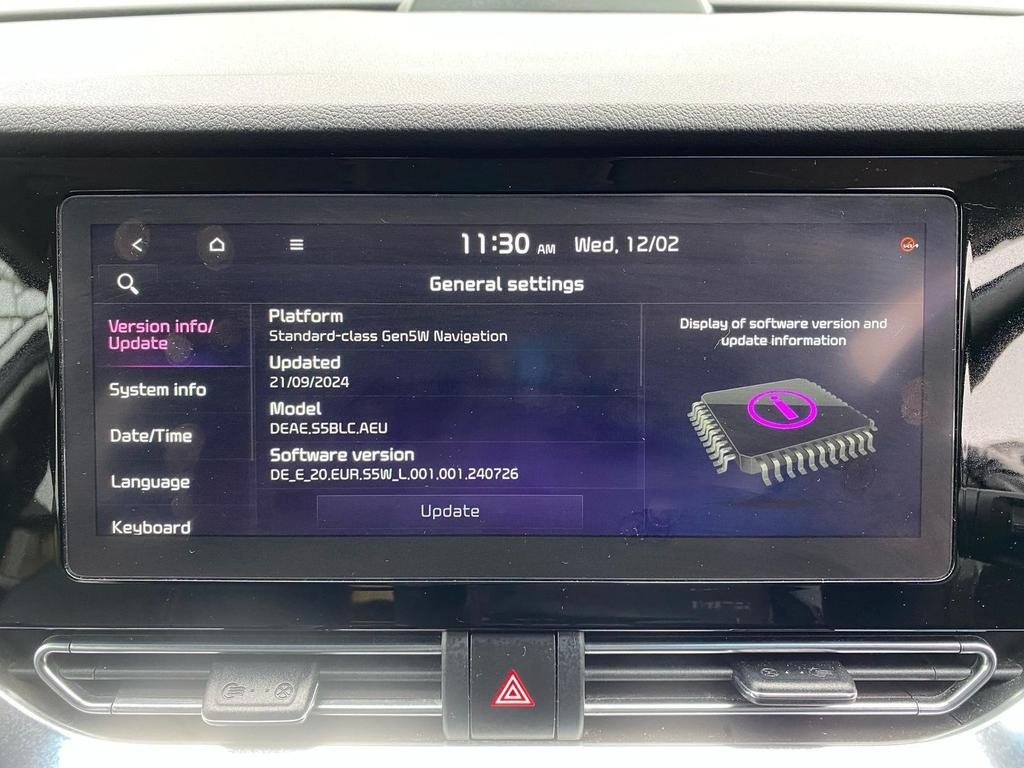 11:30 AM Wed, 12/02
General settings
Version info/
Update
System info
Date/Time
Language
Keyboard
Platform
Standard-class Gen5W Navigation
Updated
21/09/2024
Model
DEAE.S5BLC.AEU
Software version
DE_E_20.EUR.S5W_L.001.001.240726
Update
Display of software version and
update information